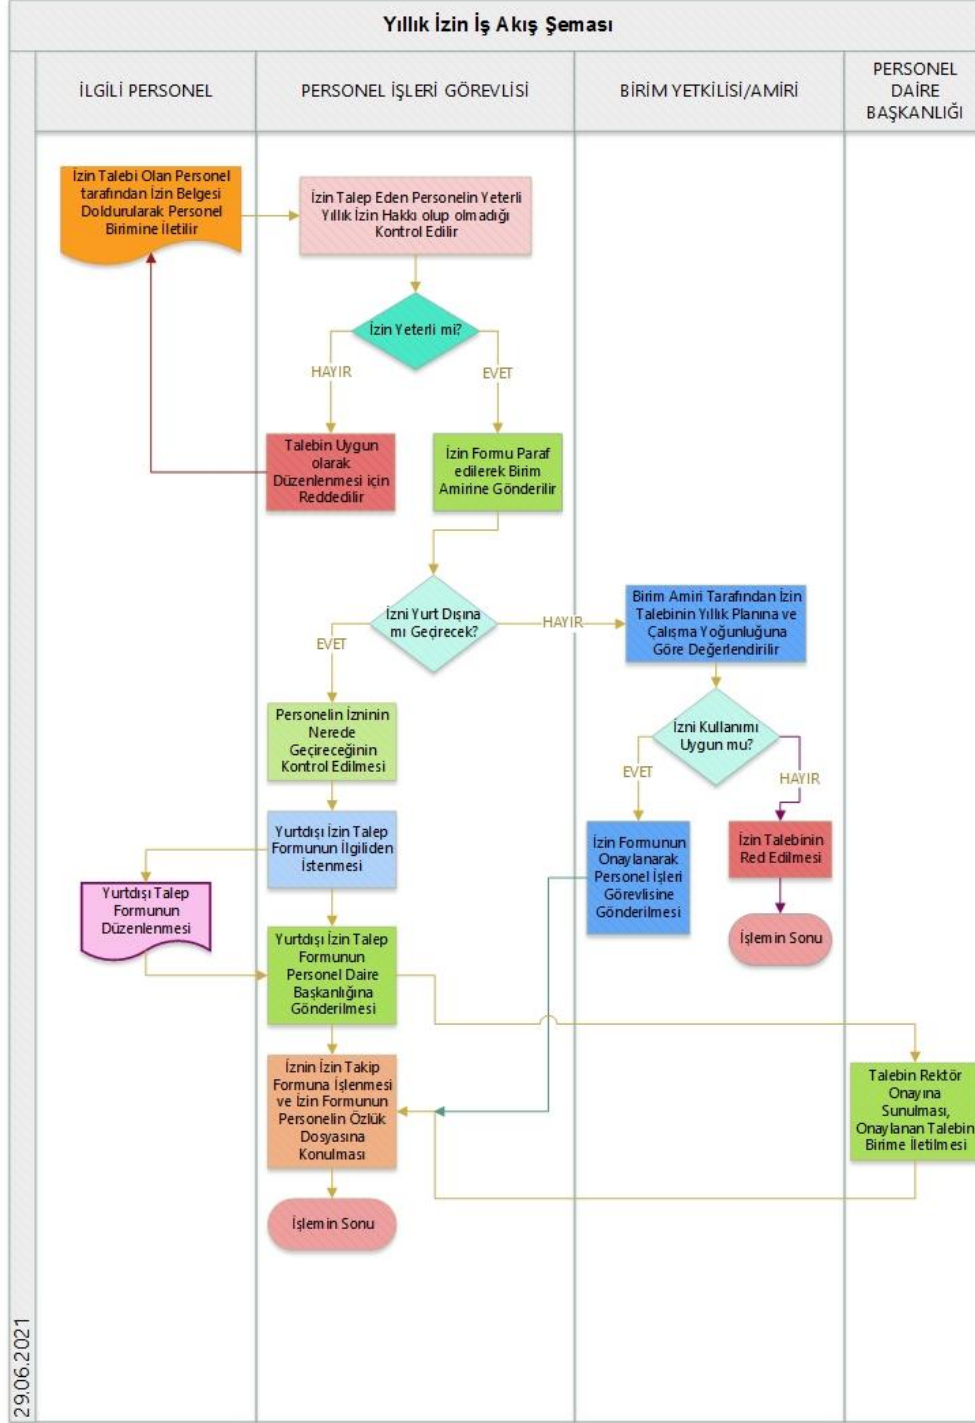 Yıllık İzin İş Akış Şeması
İLGİLİ PERSONEL
PERSONEL İŞLERİ GÖREVLİSİ
BİRİM YETKİLİSİ/AMİRİ
PERSONEL
DAİRE
BAŞKANLIĞI
İzin Talebi Olan Personel
tarafından İzin Belgesi
Doldurularak Personel
Birimine İletilir
İzin Talep Eden Personelin Yeterli
Yıllık İzin Hakkı olup olmadığı
Kontrol Edilir
İzin Yeterli mi?
HAYIR
EVET
Talebin Uygun
olarak
Düzenlenmesi için
Reddedilir
İzin Formu Paraf
edilerek Birim
Amirine Gönderilir
İzni Yurt Dışına
mı Geçirecek?
HAYIR
EVET
Birim Amiri Tarafından İzin
Talebinin Yıllık Planına ve
Çalışma Yoğunluğuna
Göre Değerlendirilir
Personelin İzninin
Nerede
Geçireceğinin
Kontrol Edilmesi
İzni Kullanımı
Uygun mu?
EVET
HAYIR
Yurtdışı İzin Talep
Formunun İlgiliden
İstenmesi
İzin Formunun
Onaylanarak
Personel İşleri
Görevlisine
Gönderilmesi
İzin Talebinin
Red Edilmesi
Yurtdışı Talep
Formunun
Düzenlenmesi
Yurtdışı İzin Talep
Formunun
Personel Daire
Başkanlığına
Gönderilmesi
İşlemin Sonu
İznin İzin Takip
Formuna İşlenmesi
ve İzin Formunun
Personelin Özlük
Dosyasına
Konulması
Talebin Rektör
Onayına
Sunulması,
Onaylanan Talebin
Birime İletilmesi
İşlemin Sonu
29.06.2021